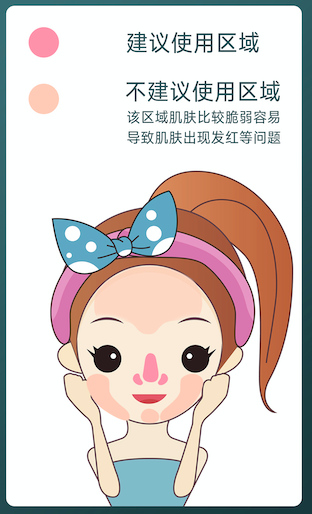 建议使用区域
不建议使用区域
该区域肌肤比较脆弱容易
导致肌肤出现发红等问题